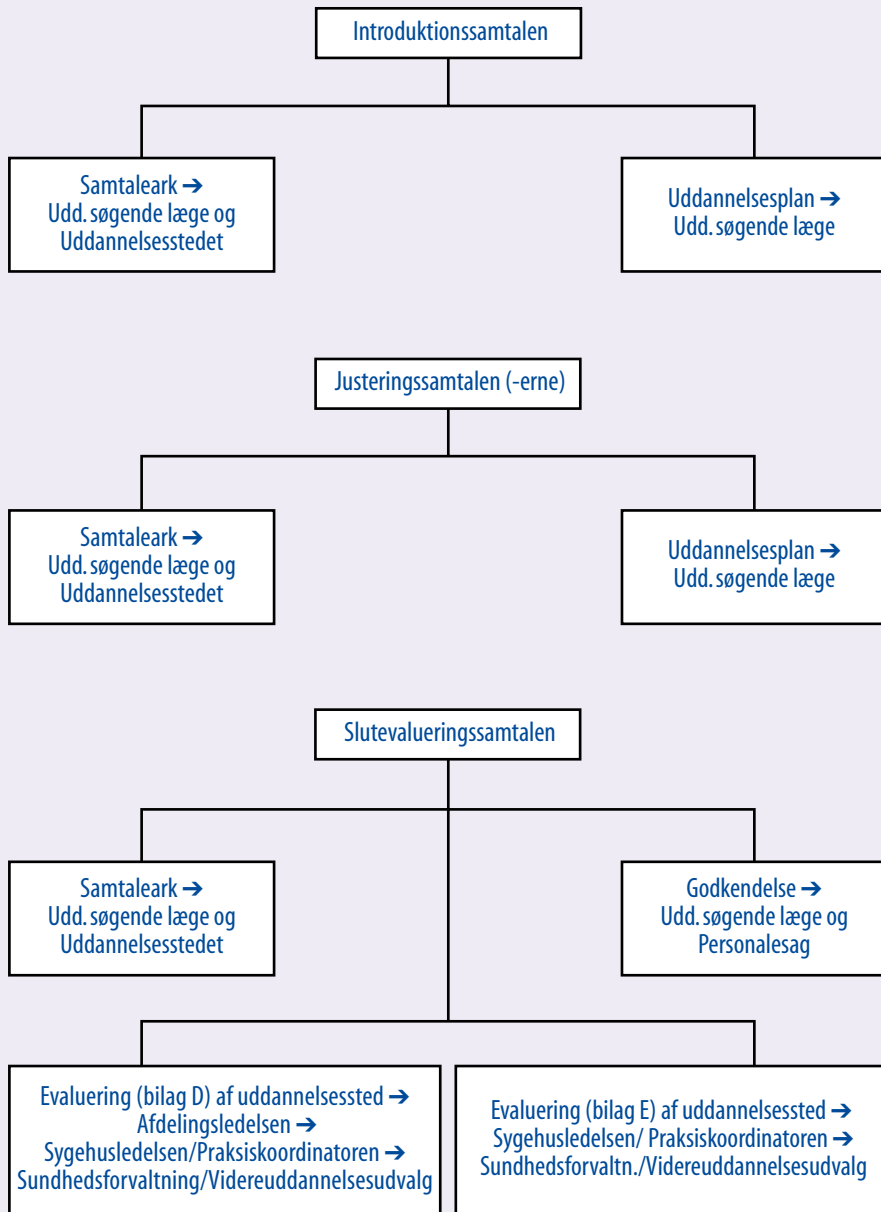 Introduktionssamtalen
Samtaleark ➔
Udd. søgende læge og
Uddannelsesstedet
Uddannelsesplan ➔
Udd. søgende læge
Justeringssamtalen (-erne)
Samtaleark ➔
Udd. søgende læge og
Uddannelsesstedet
Uddannelsesplan ➔
Udd. søgende læge
Slutevalueringssamtalen
Samtaleark ➔
Udd. søgende læge og
Uddannelsesstedet
Godkendelse ➔
Udd. søgende læge og
Personalesag
Evaluering (bilag D) af uddannelsessted ➔
Afdelingsledelsen ➔
Sygehusledelsen/Praksiskoordinatoren ➔
Sundhedsforvaltning/Videreuddannelsesudvalg
Evaluering (bilag E) af uddannelsessted ➔
Sygehusledelsen/ Praksiskoordinatoren ➔
Sundhedsforvaltn./Videreuddannelsesudvalg